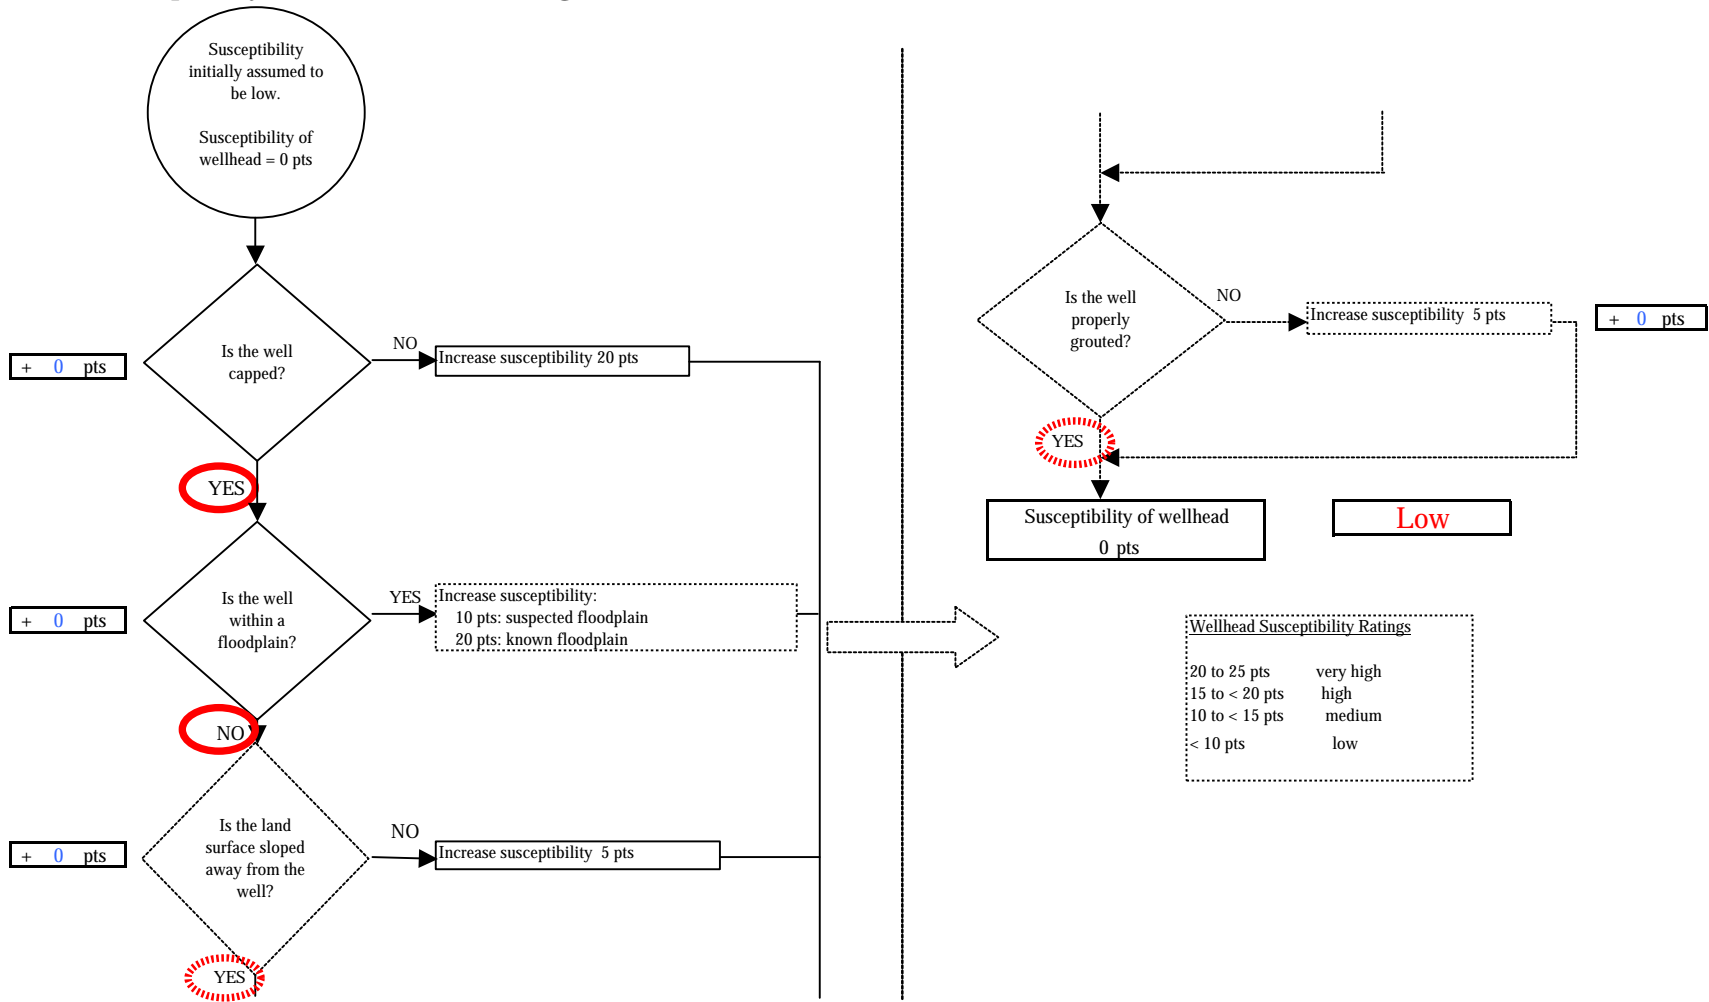 Susceptibility
initially assumed to
be low.
Susceptibility of
wellhead = 0 pts
Is the well
capped?
NO
Increase susceptibility 20 pts
+ 0 pts
YES
Is the well
within a
floodplain?
YES
Increase susceptibility:
10 pts: suspected floodplain
20 pts: known floodplain
+ 0 pts
NO
Is the land
surface sloped
away from the
well?
NO
Increase susceptibility 5 pts
+ 0 pts
YES
Is the well
properly
grouted?
NO
Increase susceptibility 5 pts
+ 0 pts
YES
Susceptibility of wellhead
0 pts
Low
Wellhead Susceptibility Ratings
20 to 25 pts very high
15 to < 20 pts high
10 to < 15 pts medium
< 10 pts low